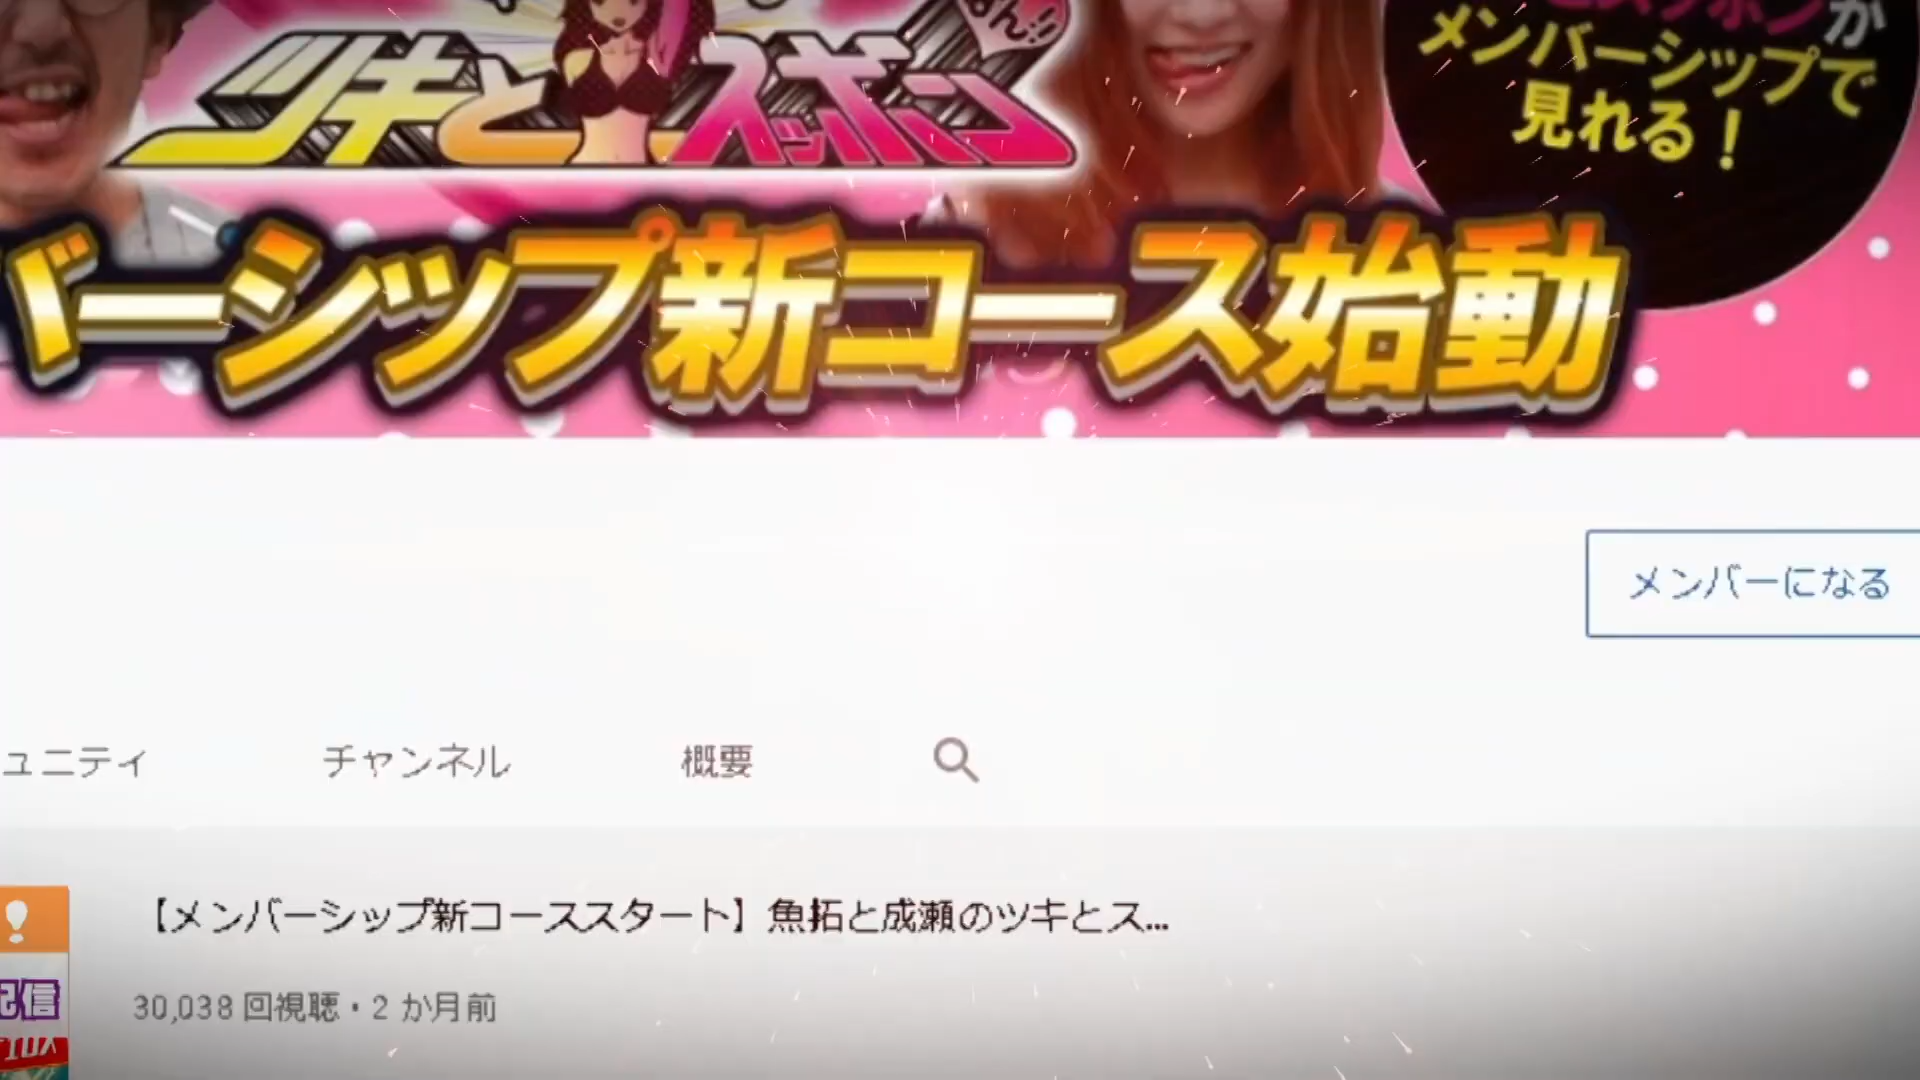 ツキとスッポン
メンバーシップで
見れる！
バーシップ新コース始動
メンバーになる
ュニティ
チャンネル
概要
【メンバーシップ新コーススタート】魚拓と成瀬のツキとス...
30,038 回視聴・2 か月前
配信